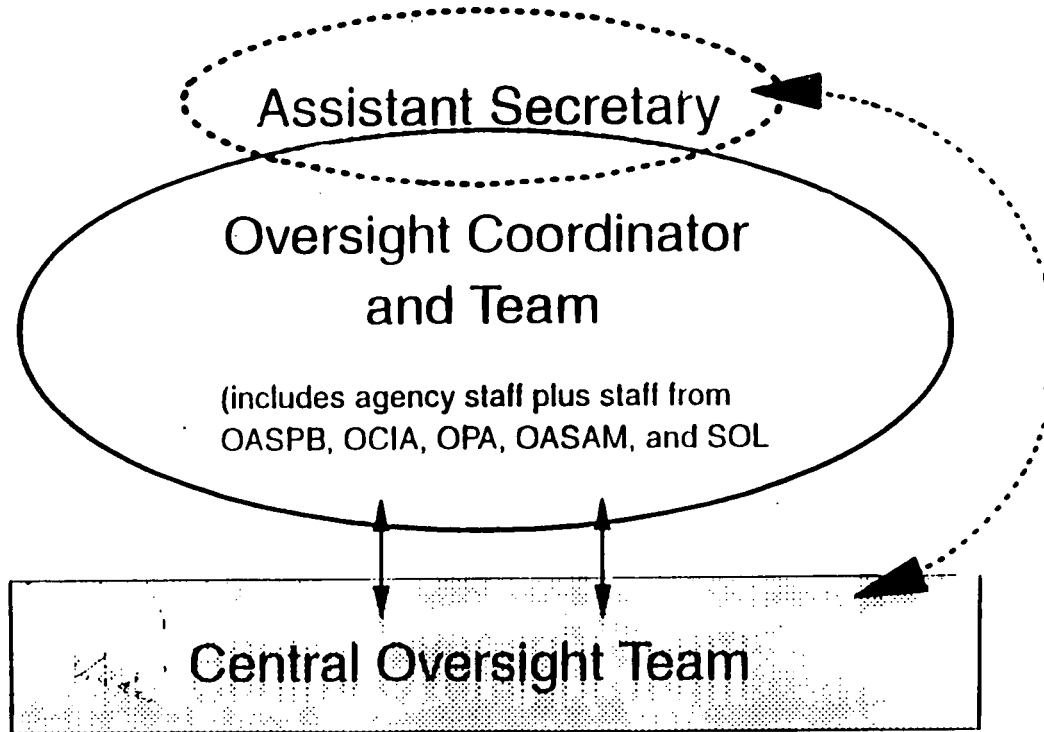 Assistant Secretary
Oversight Coordinator
and Team
(includes agency staff plus staff from
OASPB, OCIA, OPA, OASAM, and SOL
Central Oversight Team